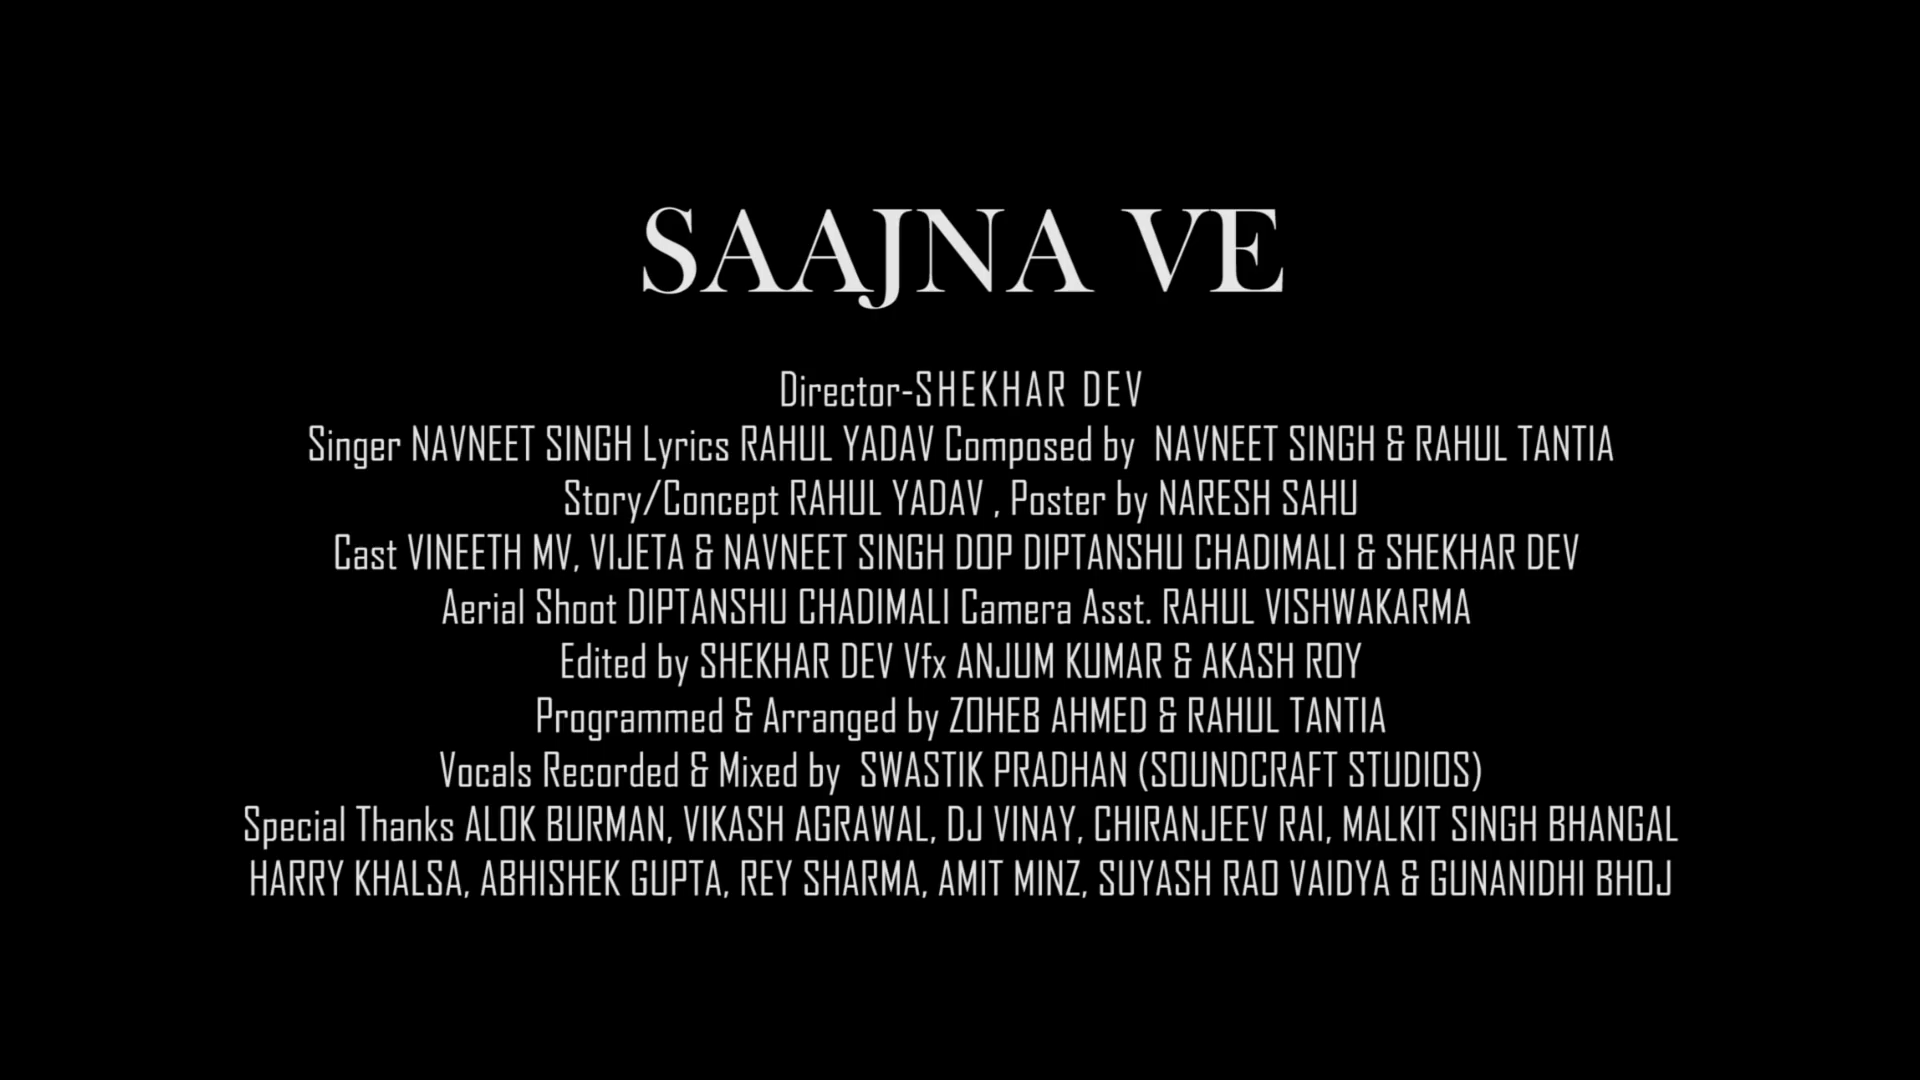 SAAJNA VE
Director-SHEKHAR DEV
Singer NAVNEET SINGH Lyrics RAHUL YADAV Composed by  NAVNEET SINGH & RAHUL TANTIA
Story/Concept RAHUL YADAV , Poster by NARESH SAHU
Cast VINEETH MV, VIJETA & NAVNEET SINGH DOP DIPTANSHU CHADIMALI & SHEKHAR DEV
Aerial Shoot DIPTANSHU CHADIMALI Camera Asst. RAHUL VISHWAKARMA
Edited by SHEKHAR DEV Vfx ANJUM KUMAR & AKASH ROY
Programmed & Arranged by ZOHEB AHMED & RAHUL TANTIA
Vocals Recorded & Mixed by  SWASTIK PRADHAN (SOUNDCRAFT STUDIOS)
Special Thanks ALOK BURMAN, VIKASH AGRAWAL, DJ VINAY, CHIRANJEEV RAI, MALKIT SINGH BHANGAL
HARRY KHALSA, ABHISHEK GUPTA, REY SHARMA, AMIT MINZ, SUYASH RAO VAIDYA & GUNANIDHI BHOJ